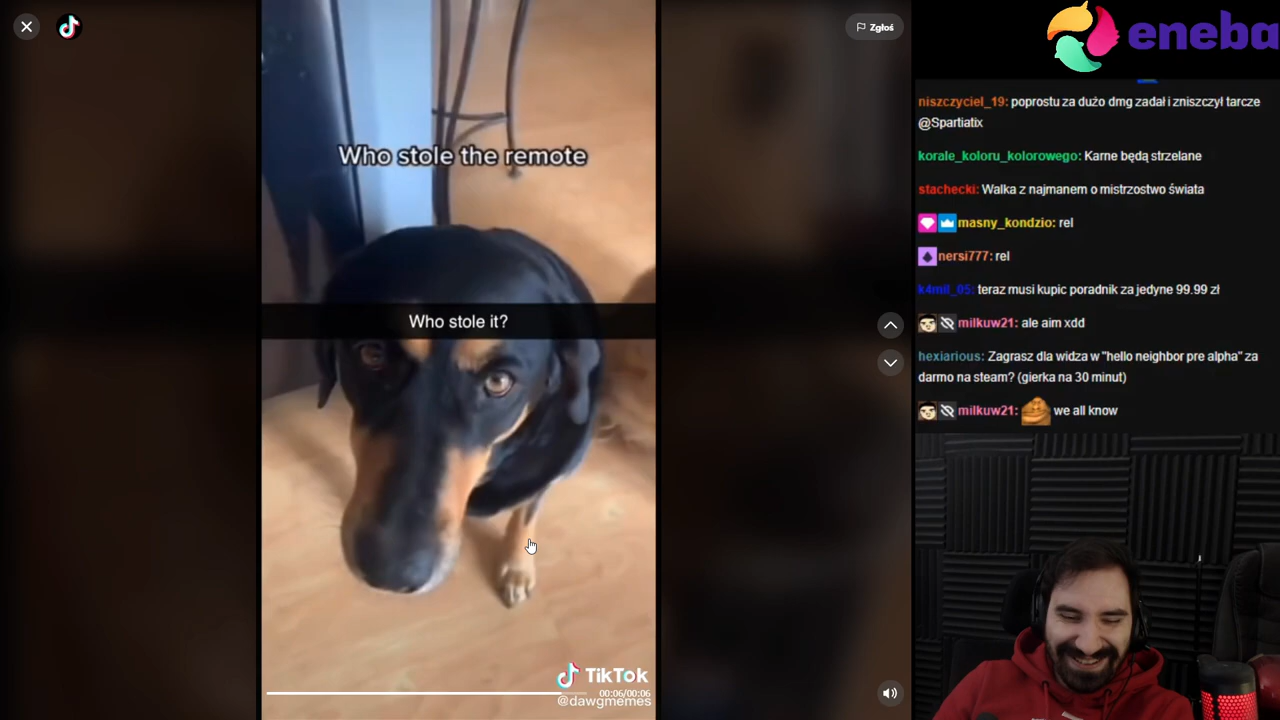 Zgłoś
Who stole the remote
Who stole it?
TikTok
00:06/00:06
@dawgmemes
eneba
niszczyciel_19: poprostu za dużo dmg zadał i zniszczył tarcze
@Spartiatix
korale_koloru_kolorowego: Karne będą strzelane
stachecki: Walka z najmanem o mistrzostwo świata
masny_kondzio: rel
nersi777: rel
k4mil_05: teraz musi kupic poradnik za jedyne 99.99 zł
milkuw21: ale aim xdd
hexiarious: Zagrasz dla widza w "hello neighbor pre alpha" za
darmo na steam? (gierka na 30 minut)
milkuw21: we all know